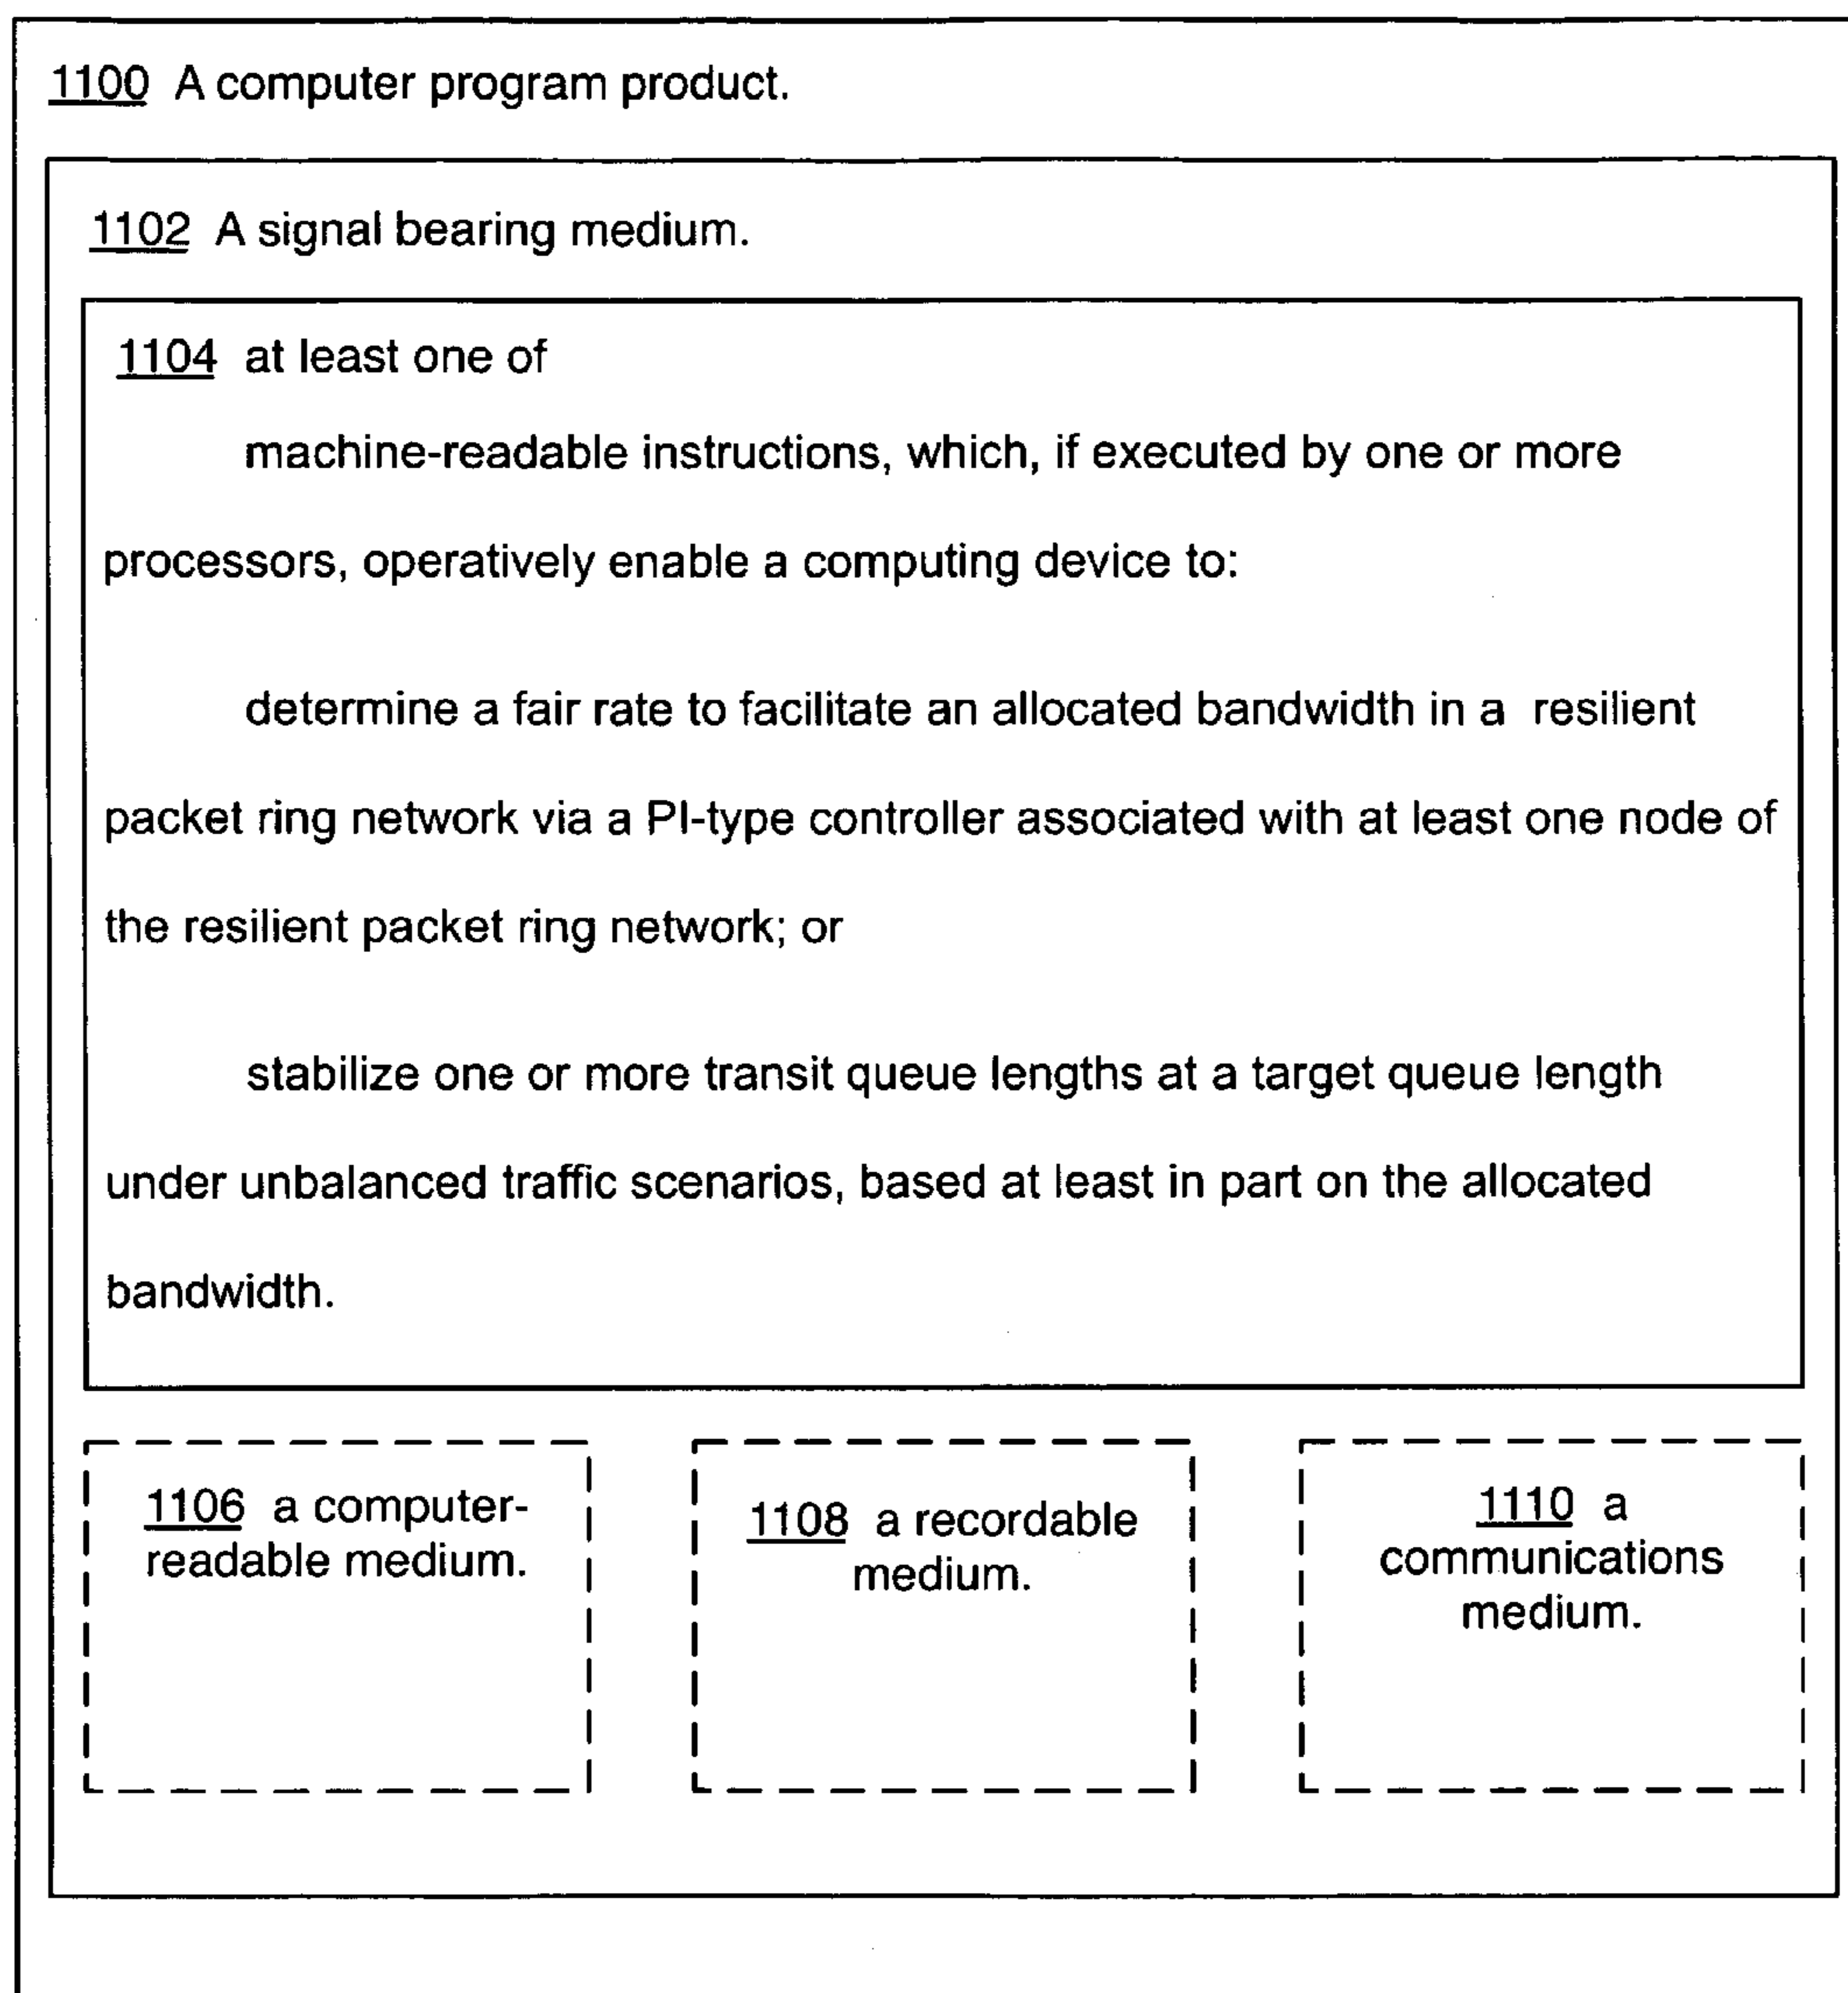 1100 A computer program product.
1102 A signal bearing medium.
1104 at least one of
machine-readable instructions, which, if executed by one or more
processors, operatively enable a computing device to:
determine a fair rate to facilitate an allocated bandwidth in a resilient
packet ring network via a PI-type controller associated with at least one node of
the resilient packet ring network; or
stabilize one or more transit queue lengths at a target queue length
under unbalanced traffic scenarios, based at least in part on the allocated
bandwidth.
1106 a computer-
readable medium.
1108 a recordable
medium.
1110 a
communications
medium.